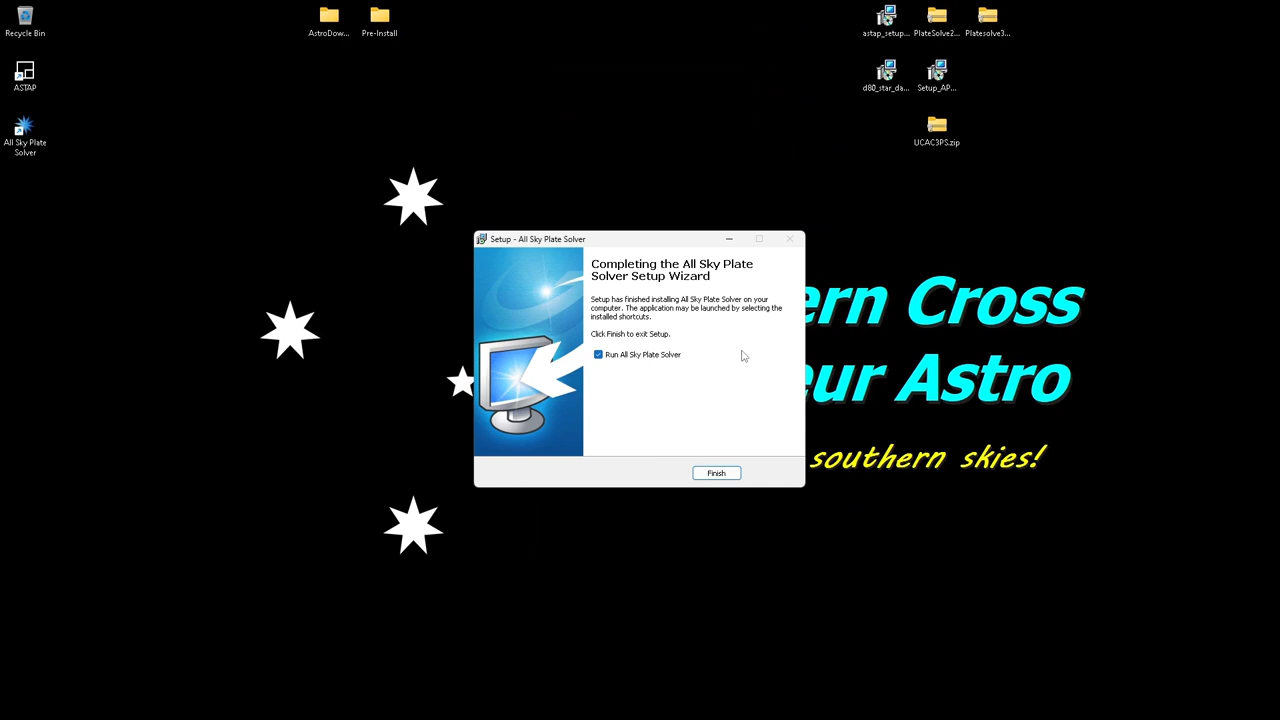 Recycle Bin
AstroDow...
Pre-Install
astap_setup...
PlateSolve2...
Platesolve3...
ASTAP
d80_star_da...
Setup_AP...
All Sky Plate
Solver
UCAC3PS.zip
Setup - All Sky Plate Solver
Completing the All Sky Plate
Solver Setup Wizard
Setup has finished installing All Sky Plate Solver on your
computer. The application may be launched by selecting the
installed shortcuts.
Click Finish to exit Setup.
Run All Sky Plate Solver
Finish
ern Cross
eur Astro
southern skies!